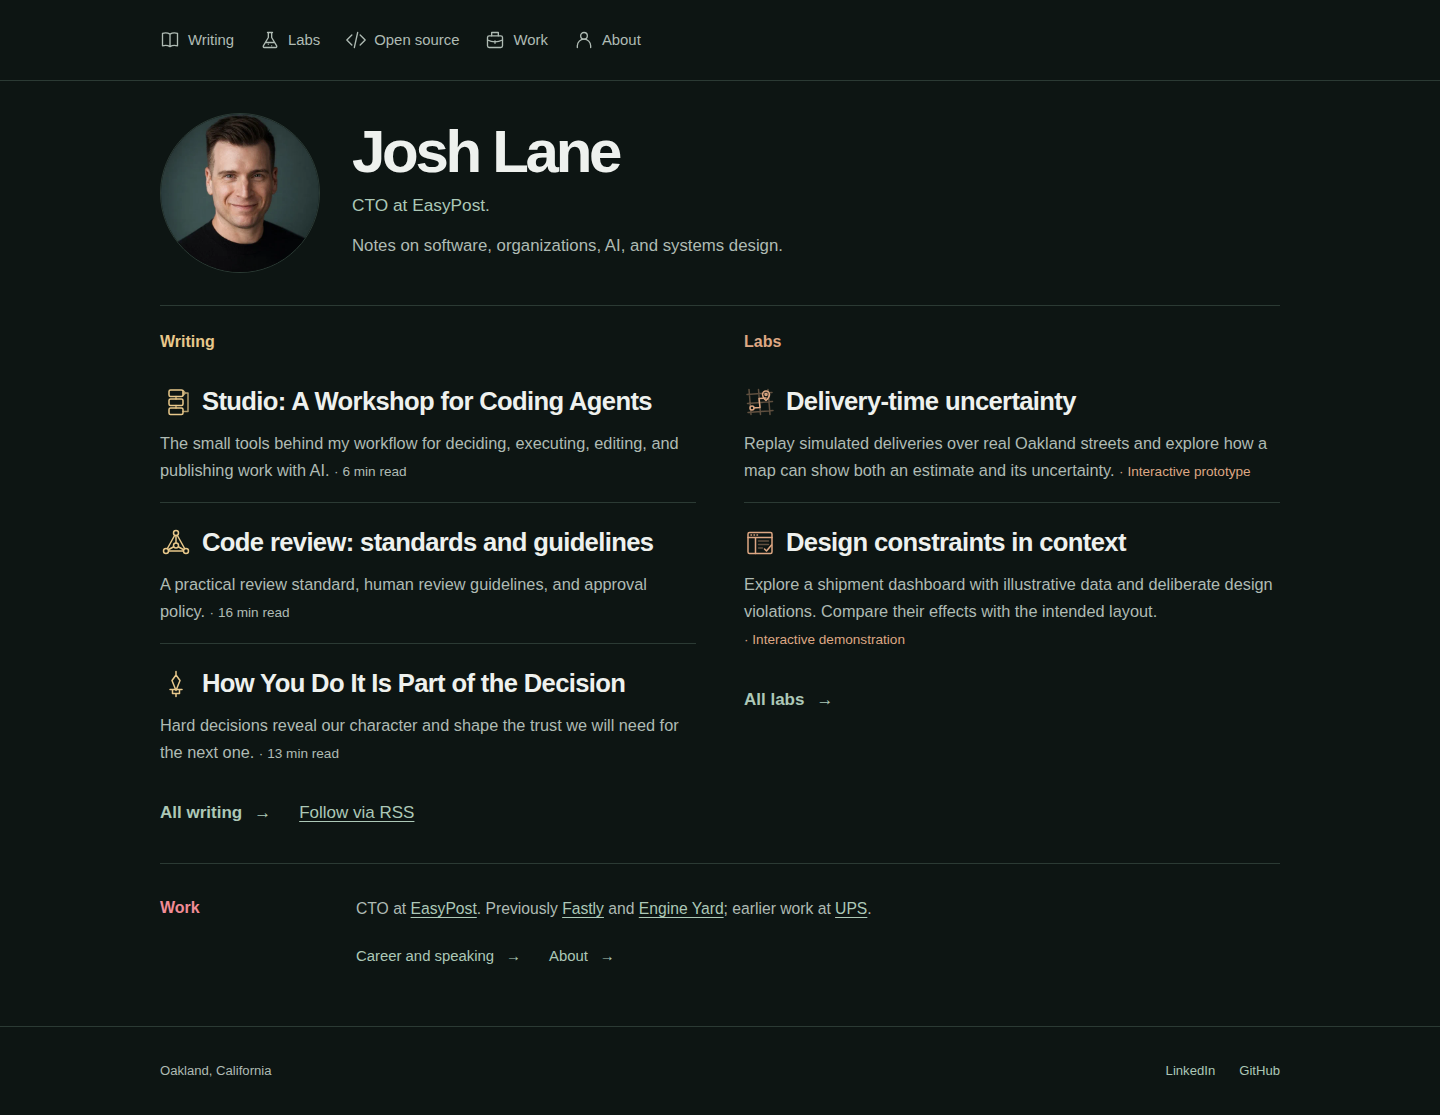 Writing
Labs
Open source
Work
About
Josh Lane
CTO at EasyPost.
Notes on software, organizations, AI, and systems design.
Writing
Studio: A Workshop for Coding Agents
The small tools behind my workflow for deciding, executing, editing, and
publishing work with AI. · 6 min read
Code review: standards and guidelines
A practical review standard, human review guidelines, and approval
policy. · 16 min read
How You Do It Is Part of the Decision
Hard decisions reveal our character and shape the trust we will need for
the next one. · 13 min read
All writing →
Follow via RSS
Labs
Delivery-time uncertainty
Replay simulated deliveries over real Oakland streets and explore how a
map can show both an estimate and its uncertainty. · Interactive prototype
Design constraints in context
Explore a shipment dashboard with illustrative data and deliberate design
violations. Compare their effects with the intended layout.
· Interactive demonstration
All labs →
Work
CTO at EasyPost. Previously Fastly and Engine Yard; earlier work at UPS.
Career and speaking →
About →
Oakland, California
LinkedIn
GitHub